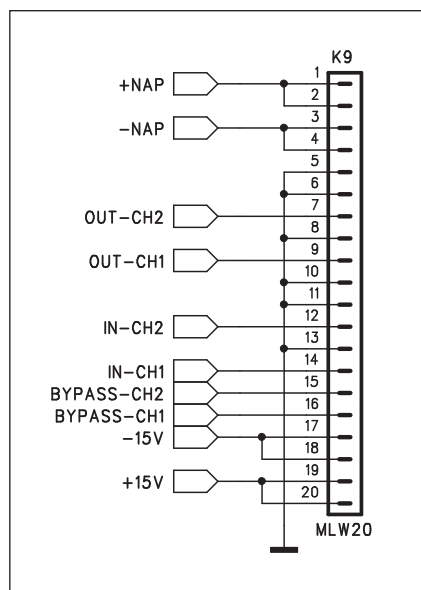 K9
+NAP
1
2
-NAP
3
4
5
6
OUT-CH2
7
8
OUT-CH1
9
10
11
IN-CH2
12
13
IN-CH1
14
BYPASS-CH2
15
BYPASS-CH1
16
-15V
17
18
+15V
19
20
MLW20